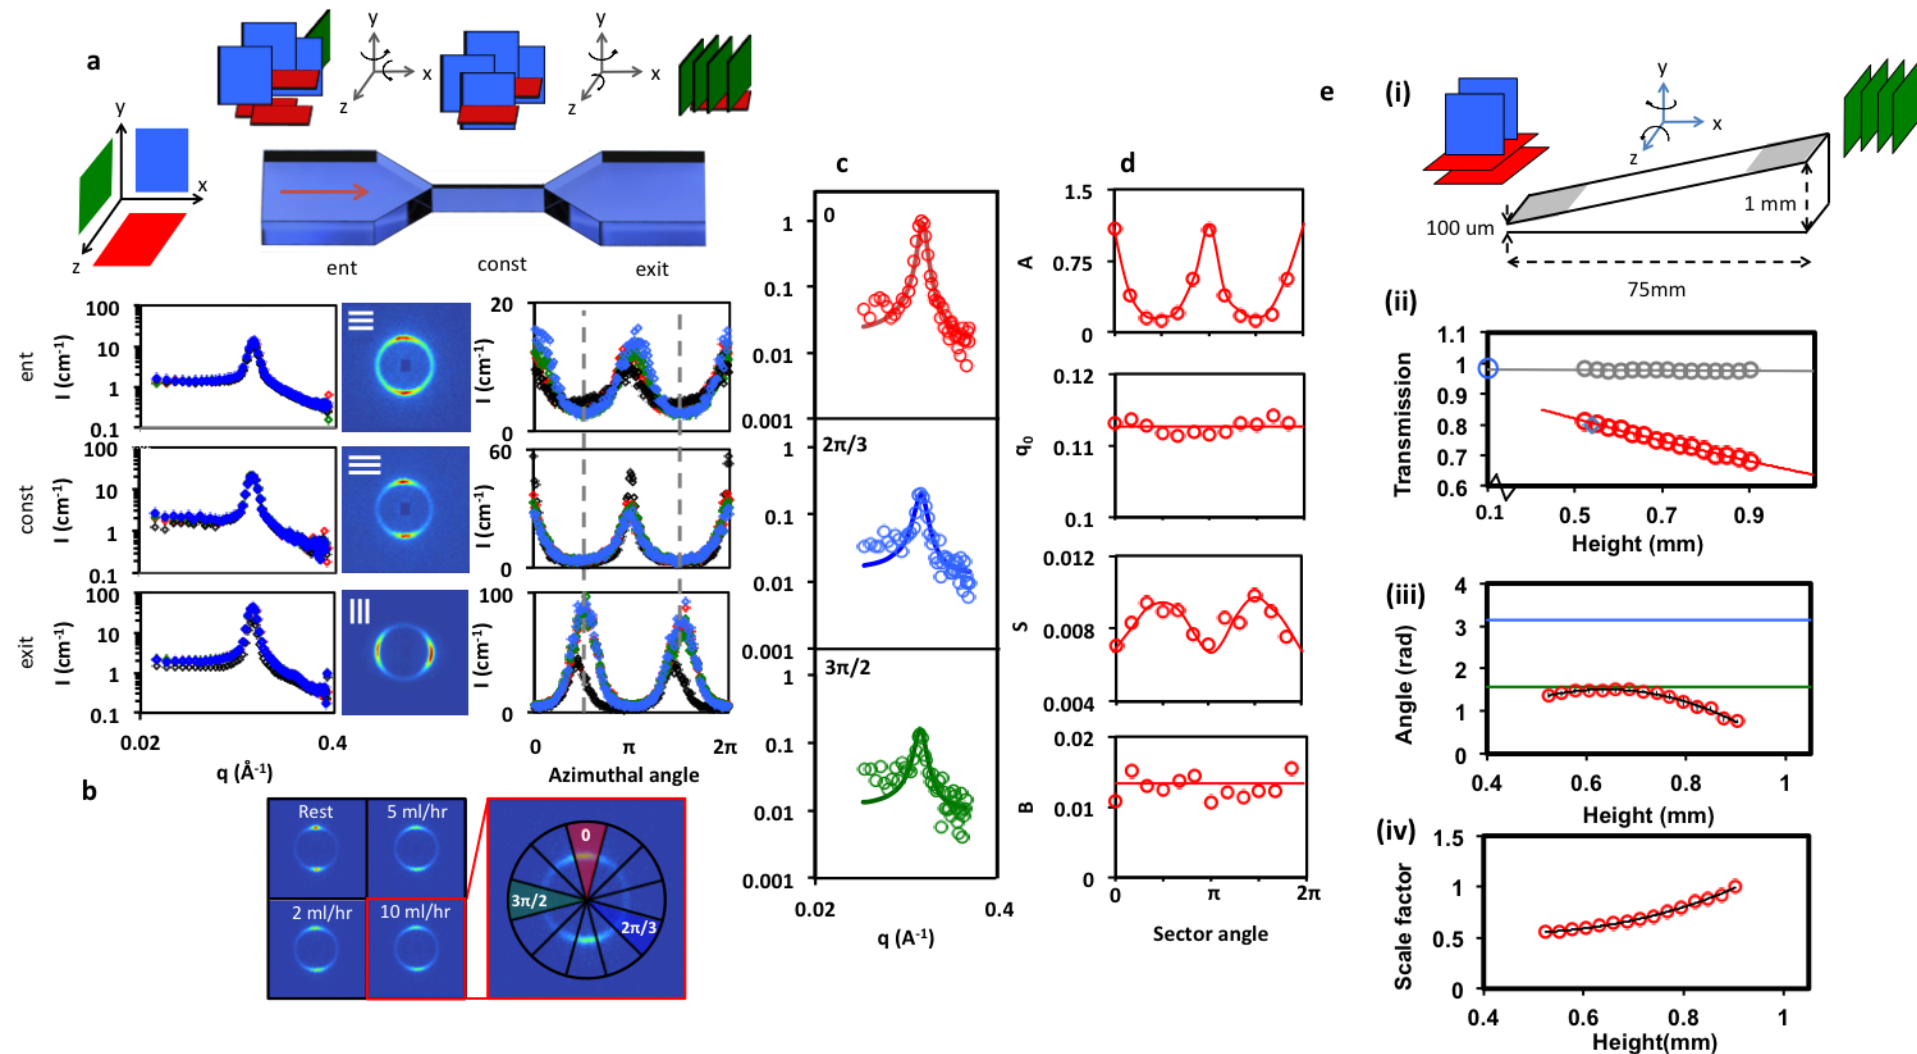 a
y
x
z
y
x
z
y
x
z
ent
const
exit
ent
I (cm-1)
100
10
1
0.1
I (cm-1)
20
0
const
I (cm-1)
100
10
1
0.1
I (cm-1)
60
0
exit
I (cm-1)
100
10
1
0.1
0.02
0.4
q (Å-1)
I (cm-1)
100
0
0
π
2π
Azimuthal angle
b
Rest
5 ml/hr
2 ml/hr
10 ml/hr
0
3π/2
2π/3
c
0
1
0.1
0.01
0.001
2π/3
1
0.1
0.01
0.001
3π/2
1
0.1
0.01
0.001
0.02
0.4
q (A-1)
d
A
1.5
0.75
0
q0
0.12
0.11
0.1
S
0.012
0.008
0.004
B
0.02
0.01
0
0
π
2π
Sector angle
e
(i)
y
x
z
100 um
1 mm
75mm
(ii)
Transmission
1.1
1
0.9
0.8
0.7
0.6
0.1
0.5
0.7
0.9
Height (mm)
(iii)
Angle (rad)
4
3
2
1
0
0.4
0.6
0.8
1
Height (mm)
(iv)
Scale factor
1.5
1
0.5
0
0.4
0.6
0.8
1
Height(mm)